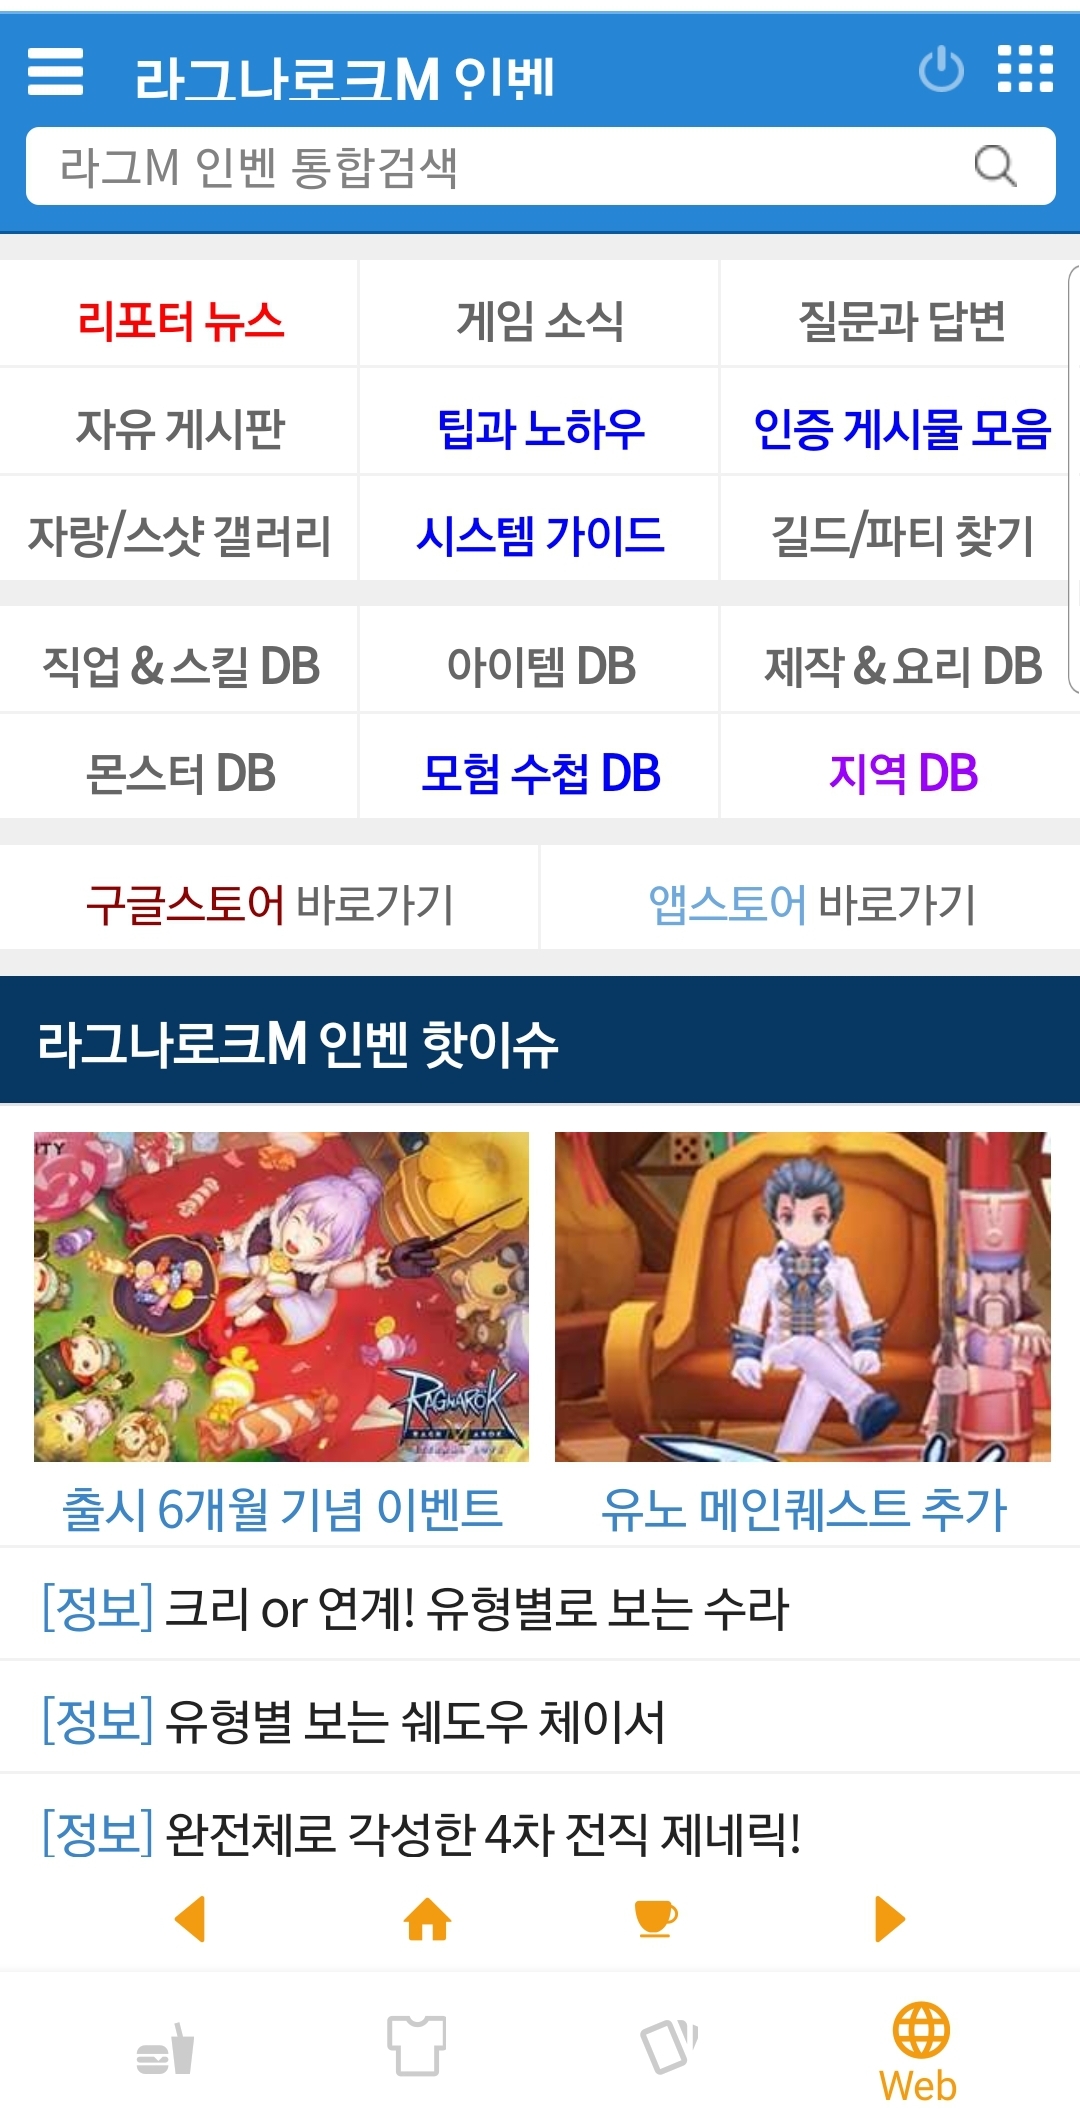 라그나로크M 인벤
라그M 인벤 통합검색
리포터 뉴스 게임 소식 질문과 답변
자유 게시판 팁과 노하우 인증 게시물 모음
자랑/스샷 갤러리 시스템 가이드 길드/파티 찾기
직업 & 스킬 DB 아이템 DB 제작 & 요리 DB
몬스터 DB 모험 수첩 DB 지역 DB
구글스토어 바로가기 앱스토어 바로가기
라그나로크M 인벤 핫이슈
ITY
RAGNAROK
출시 6개월 기념 이벤트 유노 메인퀘스트 추가
[정보] 크리 or 연계! 유형별로 보는 수라
[정보] 유형별 보는 쉐도우 체이서
[정보] 완전체로 각성한 4차 전직 제네릭!
Web